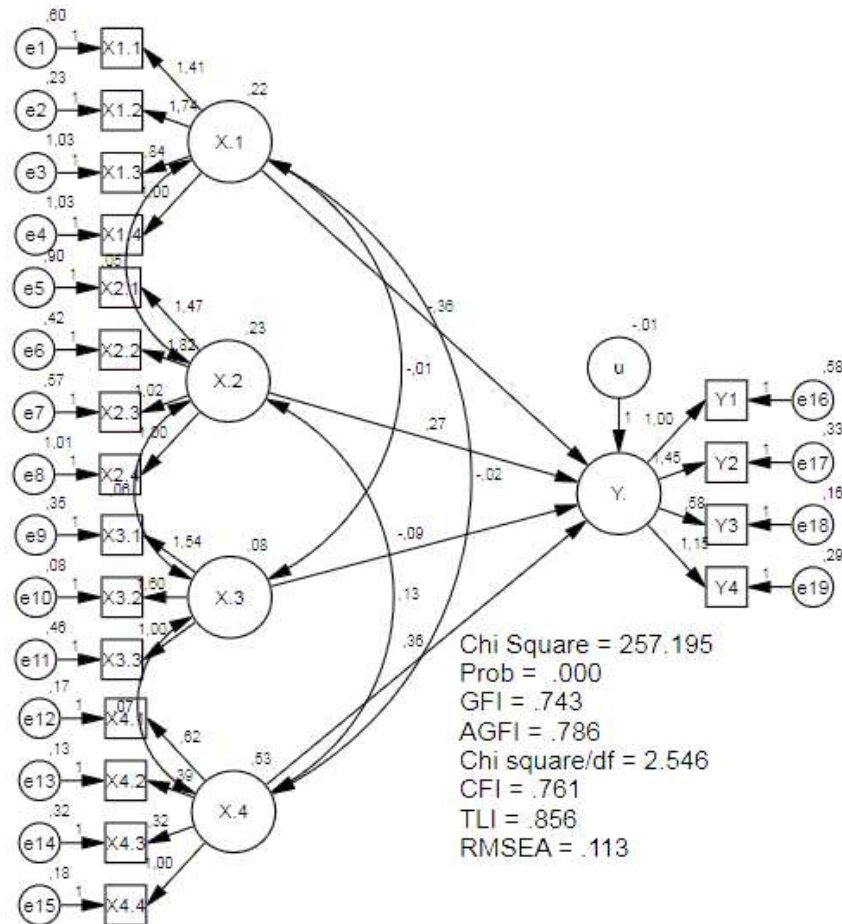 ,60
e1 1 X1.1
1,41
,23
e2 1 X1.2
1,74
,22
X.1
1,03
e3 1 X1.3
,84
1,03
e4 1 X1.4
1,00
,90
,05
e5 1 X2.1
1,47
-,36
-,01
u
,42
e6 1 X2.2
1,82
,23
X.2
-,01
,57
e7 1 X2.3
1,02
1
,58
1,00 Y1 1 e16
1,01
e8 1 X2.4
1,00
,27
,33
1,45 Y2 1 e17
Y.
-,02
,06
,35
e9 1 X3.1
1,54
-,09
,16
,58 Y3 1 e18
,08
e10 1 X3.2
1,60
,08
X.3
,13
,29
1,15 Y4 1 e19
,46
e11 1 X3.3
1,00
,36
,17
,07
e12 1 X4.1
,62
,13
e13 1 X4.2
,39
,53
X.4
,32
e14 1 X4.3
,32
,18
e15 1 X4.4
1,00
Chi Square = 257.195
Prob = .000
GFI = .743
AGFI = .786
Chi square/df = 2.546
CFI = .761
TLI = .856
RMSEA = .113